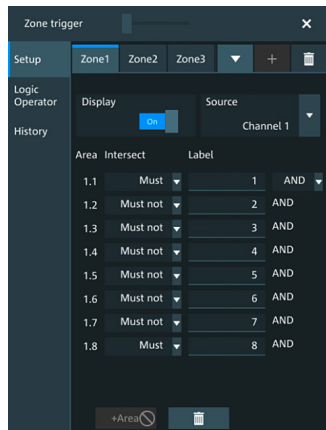 Zone trigger
Setup Zone1 Zone2 Zone3
Logic Operator
History
Display Source
On Channel 1
Area Intersect Label
1.1 Must 1 AND
1.2 Must not 2 AND
1.3 Must not 3 AND
1.4 Must not 4 AND
1.5 Must not 5 AND
1.6 Must not 6 AND
1.7 Must not 7 AND
1.8 Must 8 AND
+Area